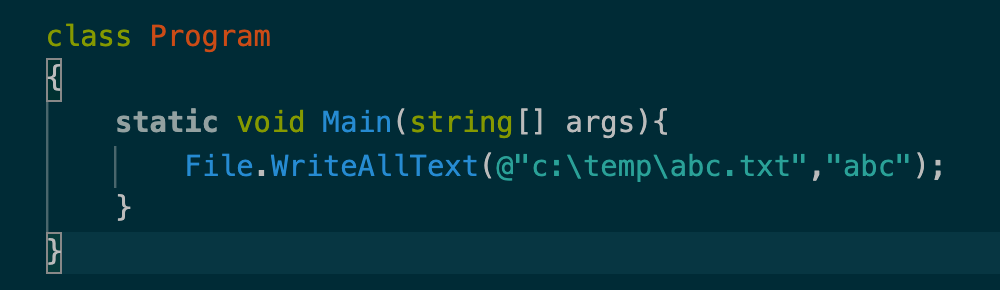 class Program
{
    static void Main(string[] args){
        File.WriteAllText(@"c:\temp\abc.txt","abc");
    }
}